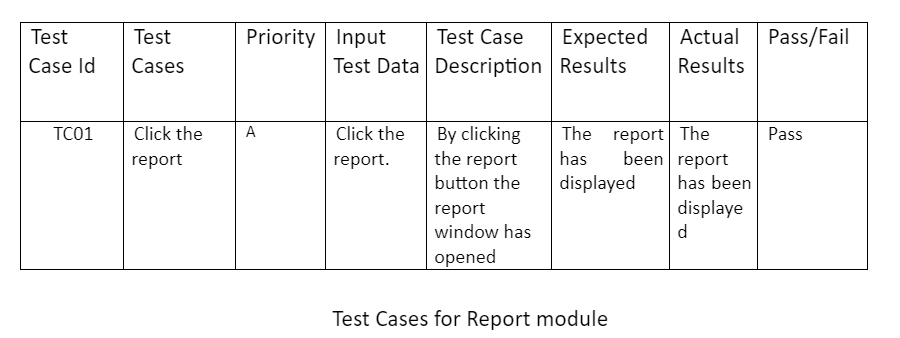 Test Case Id
Test Cases
Priority
Input Test Data
Test Case Description
Expected Results
Actual Results
Pass/Fail
TC01
Click the
report
A
Click the
report.
By clicking
the report
button the
report
window has
opened
The report
has been
displayed
The
report
has been
displaye
d
Pass
Test Cases for Report module